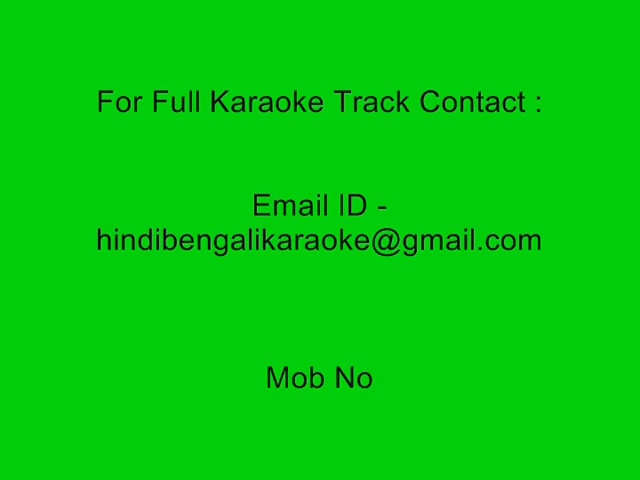 For Full Karaoke Track Contact :
Email ID -
hindibengalikaraoke@gmail.com
Mob No